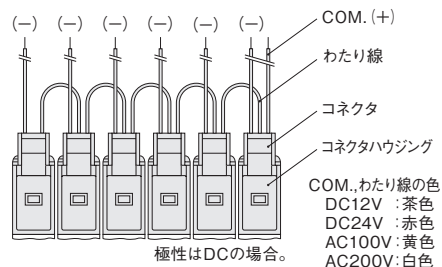 (−) (−) (−) (−) (−) (−)
COM.(+)
わたり線
コネクタ
コネクタハウジング
COM.,わたり線の色
DC12V :茶色
DC24V :赤色
AC100V:黄色
AC200V:白色
極性はDCの場合。